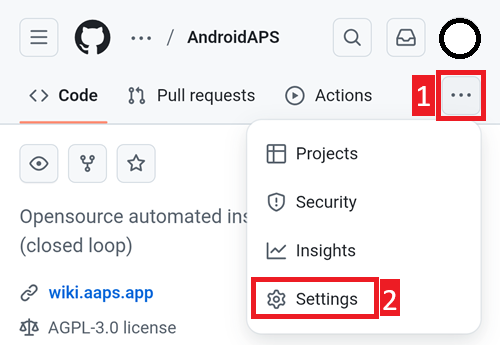 ... / AndroidAPS
Code Pull requests Actions 1 ...
Projects
Security
Insights
Settings 2
Opensource automated ins
(closed loop)
wiki.aaps.app
AGPL-3.0 license